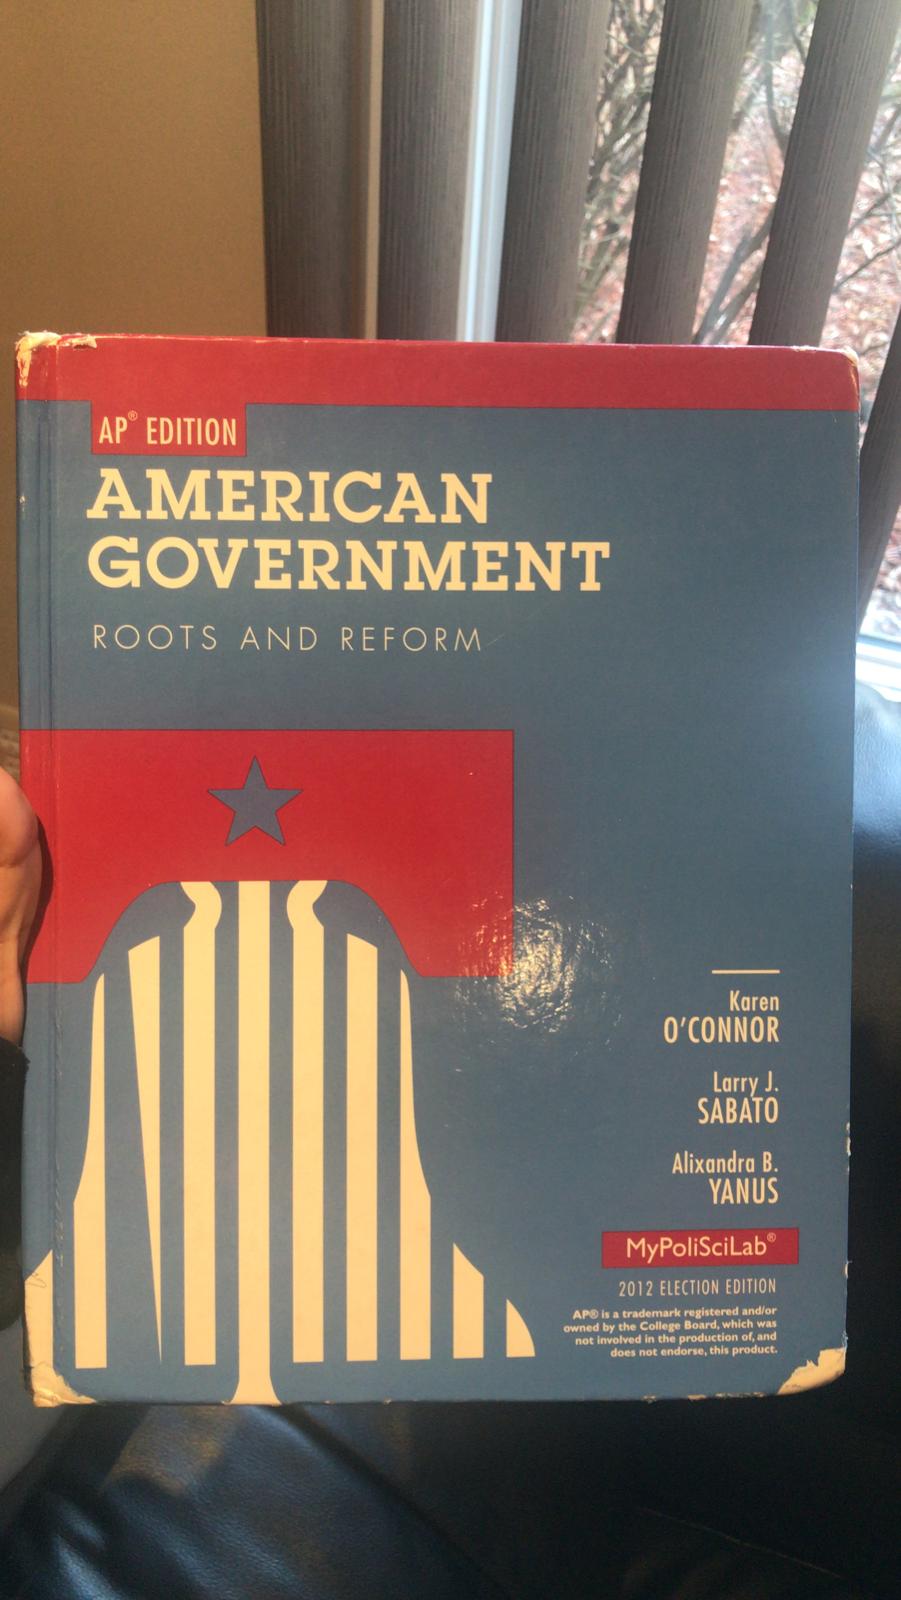 AP® EDITION
AMERICAN
GOVERNMENT
ROOTS AND REFORM
Karen
O'CONNOR
Larry J.
SABATO
Alixandra B.
YANUS
MyPoliSciLab®
2012 ELECTION EDITION
AP® is a trademark registered and/or
owned by the College Board, which was
not involved in the production of, and
does not endorse, this product.